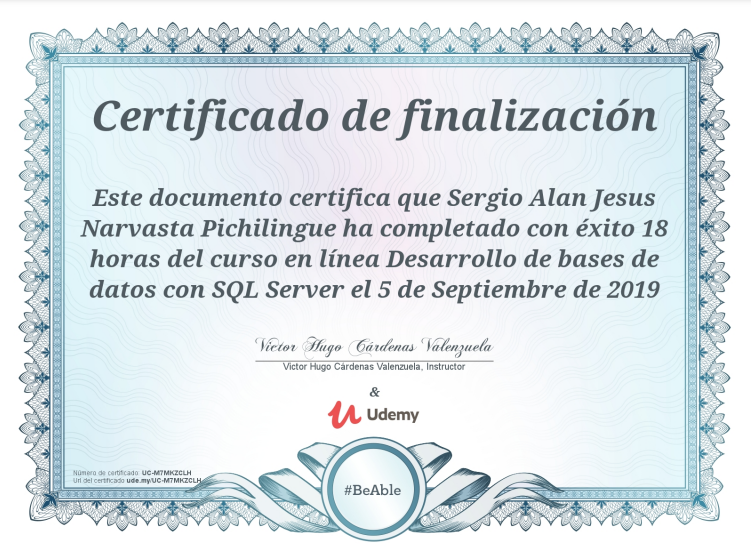 Certificado de finalización
Este documento certifica que Sergio Alan Jesus
Narvasta Pichilingue ha completado con éxito 18
horas del curso en línea Desarrollo de bases de
datos con SQL Server el 5 de Septiembre de 2019
Victor Hugo Cárdenas Valenzuela
Victor Hugo Cárdenas Valenzuela, Instructor
&
Udemy
Número de certificado: UC-M7MKZCLH
Url del certificado: ude.my/UC-M7MKZCLH
#BeAble